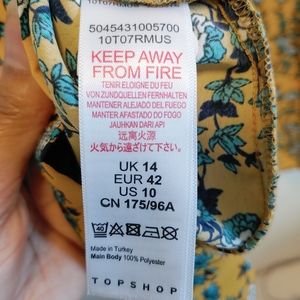 5045431005700
10T07RMUS
KEEP AWAY
FROM FIRE
TENIR ELOIGNE DU FEU
VON ZUNDQUELLEN FERNHALTEN
MANTENER ALEJADO DEL FUEGO
MANTER AFASTADO DO FOGO
JAUHKAN DARI API
远离火源
火気から遠ざけて下さい。
UK 14
EUR 42
US 10
CN 175/96A
Made in Turkey
Main Body 100% Polyester
TOPSHOP